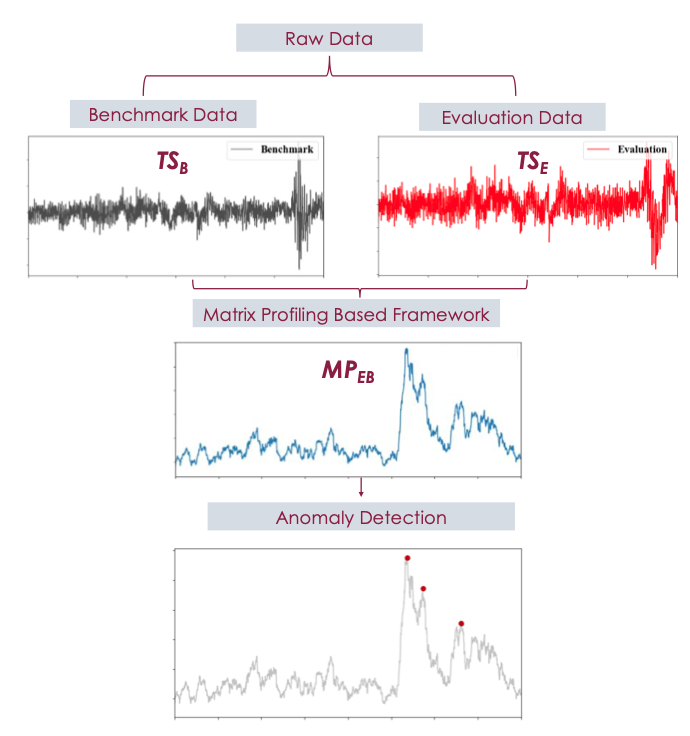 Raw Data
Benchmark Data
Evaluation Data
TS_B
Benchmark
TS_E
Evaluation
Matrix Profiling Based Framework
MP_EB
Anomaly Detection